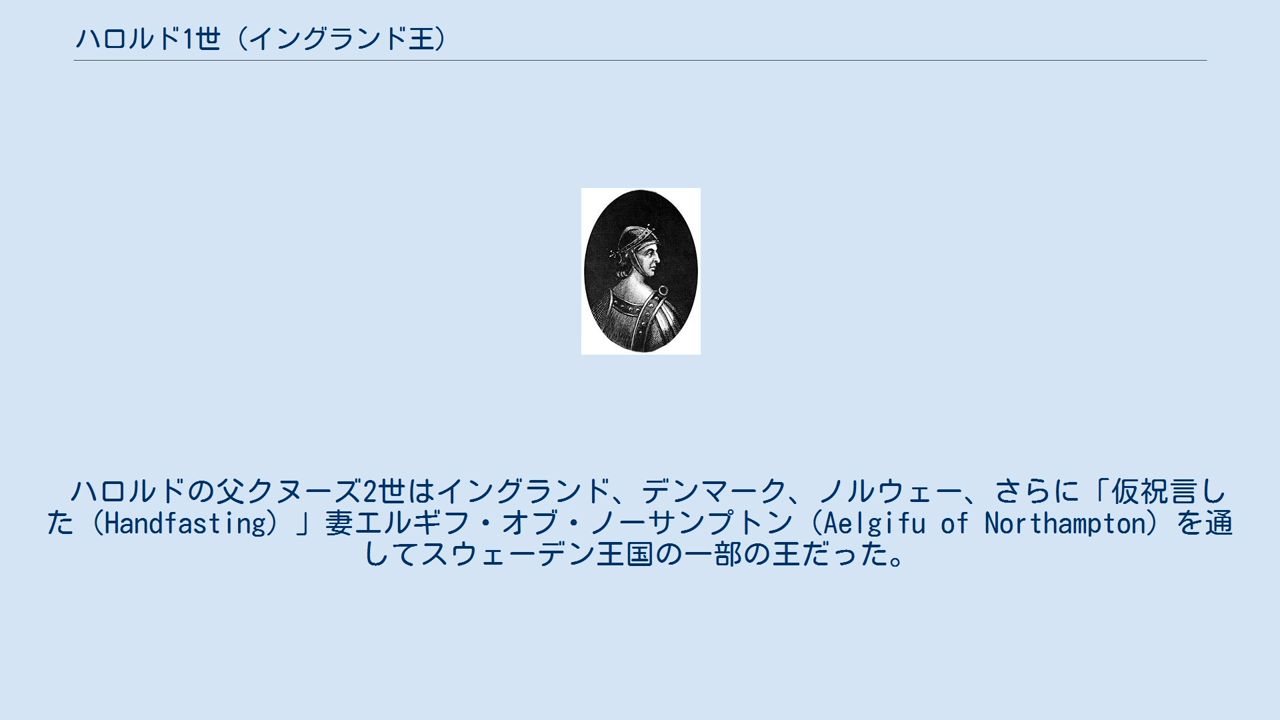 ハロルド1世（イングランド王）
ハロルドの父クヌーズ2世はイングランド、デンマーク、ノルウェー、さらに「仮祝言し
た（Handfasting）」妻エルギフ・オブ・ノーサンプトン（Aelgifu of Northampton）を通
してスウェーデン王国の一部の王だった。